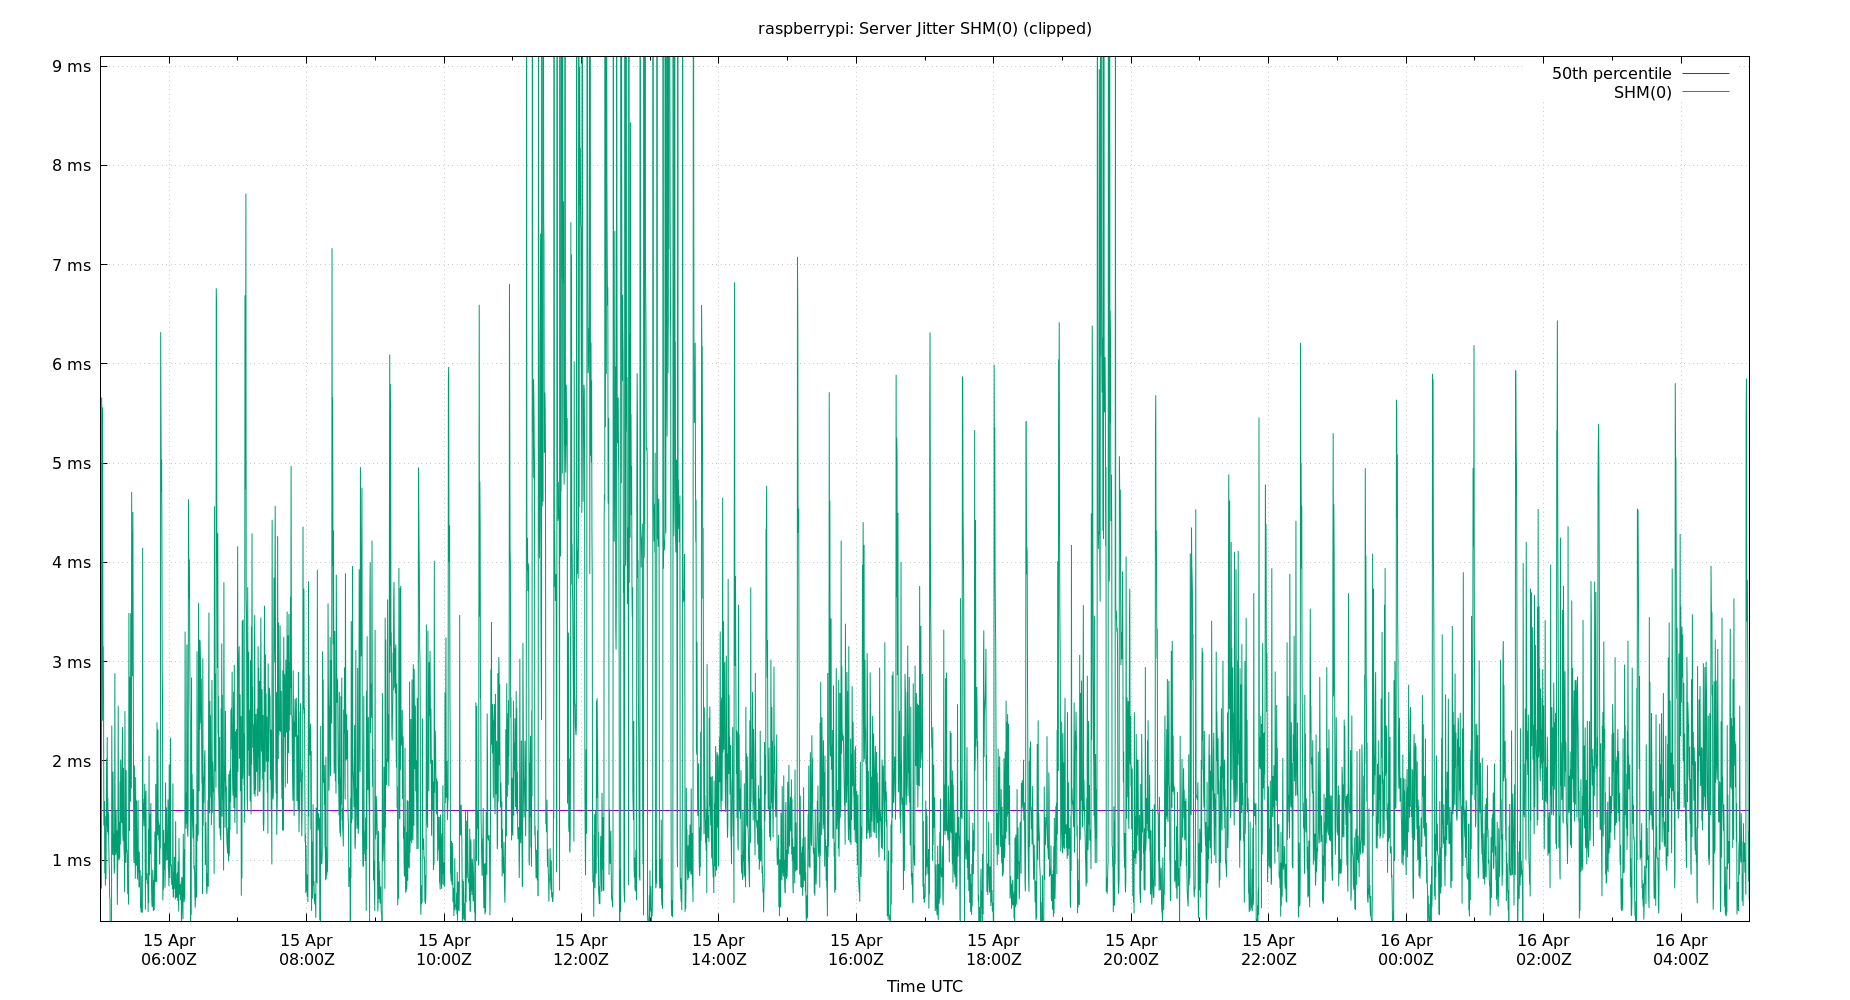 raspberrypi: Server Jitter SHM(0) (clipped)
9 ms
8 ms
7 ms
6 ms
5 ms
4 ms
3 ms
2 ms
1 ms
50th percentile
SHM(0)
15 Apr 15 Apr 15 Apr 15 Apr 15 Apr 15 Apr 15 Apr 15 Apr 15 Apr 16 Apr 16 Apr 16 Apr
06:00Z 08:00Z 10:00Z 12:00Z 14:00Z 16:00Z 18:00Z 20:00Z 22:00Z 00:00Z 02:00Z 04:00Z
Time UTC